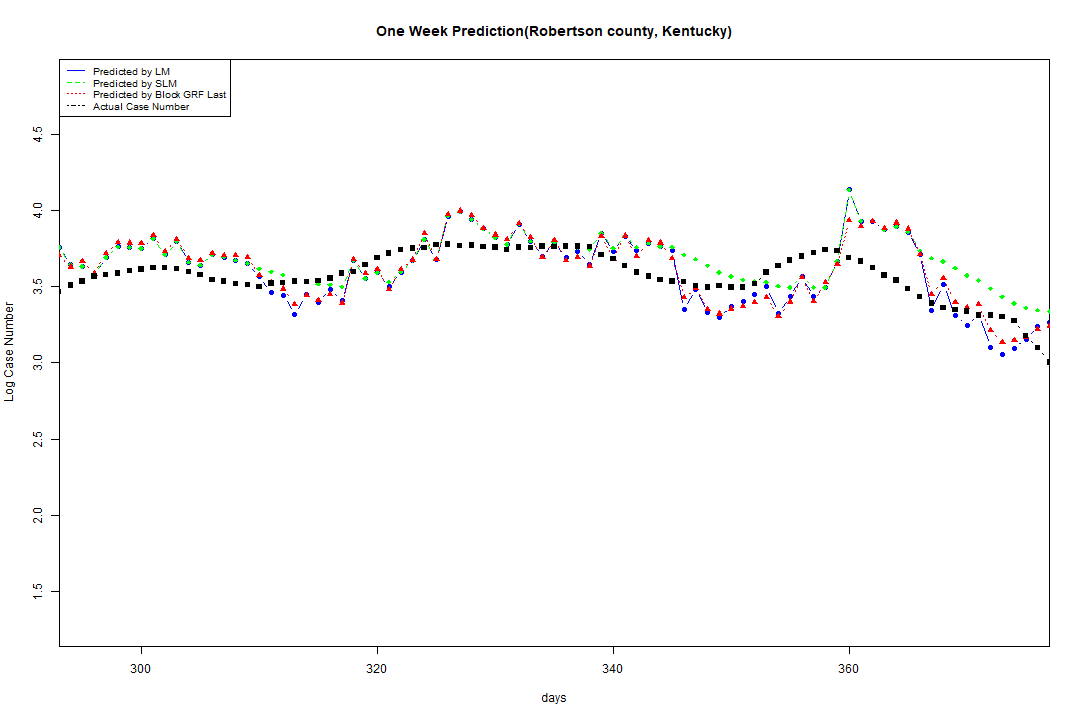 One Week Prediction(Robertson county, Kentucky)
Predicted by LM
Predicted by SLM
Predicted by Block GRF Last
Actual Case Number
4.5
4.0
3.5
3.0
2.5
2.0
1.5
Log Case Number
300 320 340 360
days